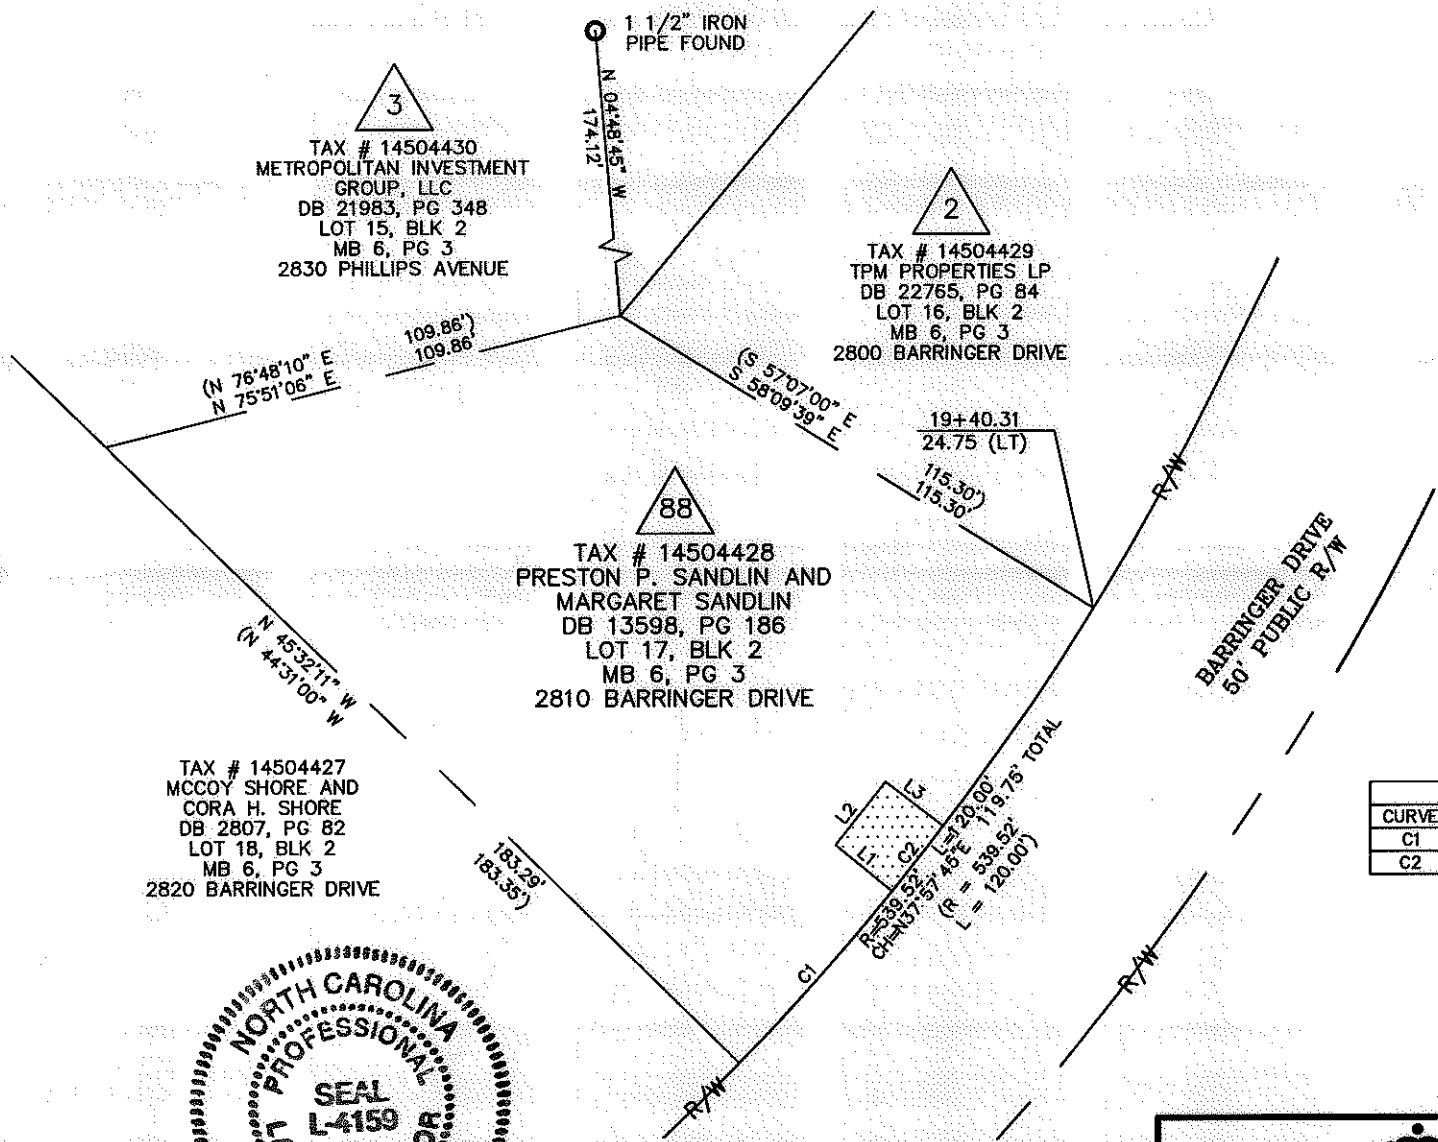 1 1/2" IRON
PIPE FOUND
N 04°48'45" W
174.12'
3
TAX # 14504430
METROPOLITAN INVESTMENT
GROUP, LLC
DB 21983, PG 348
LOT 15, BLK 2
MB 6, PG 3
2830 PHILLIPS AVENUE
2
TAX # 14504429
TPM PROPERTIES LP
DB 22765, PG 84
LOT 16, BLK 2
MB 6, PG 3
2800 BARRINGER DRIVE
(N 76°48'10" E
N 75°51'06" E
109.86')
109.86'
(S 57°07'00" E
S 58°09'39" E
115.30')
115.30'
19+40.31
24.75 (LT)
R/W
BARRINGER DRIVE
50' PUBLIC R/W
88
TAX # 14504428
PRESTON P. SANDLIN AND
MARGARET SANDLIN
DB 13598, PG 186
LOT 17, BLK 2
MB 6, PG 3
2810 BARRINGER DRIVE
N 45°32'11" W
(N 44°31'00" W
183.29'
183.35')
TAX # 14504427
MCCOY SHORE AND
CORA H. SHORE
DB 2807, PG 82
LOT 18, BLK 2
MB 6, PG 3
2820 BARRINGER DRIVE
L2
L3
L1
C2
R=539.52' L=120.00'
CH=N37°57'45"E 119.75' TOTAL
(R = 539.52'
L = 120.00')
C1
R/W
R/W
CURVE
C1
C2
NORTH CAROLINA
PROFESSIONAL
SEAL
L-4159